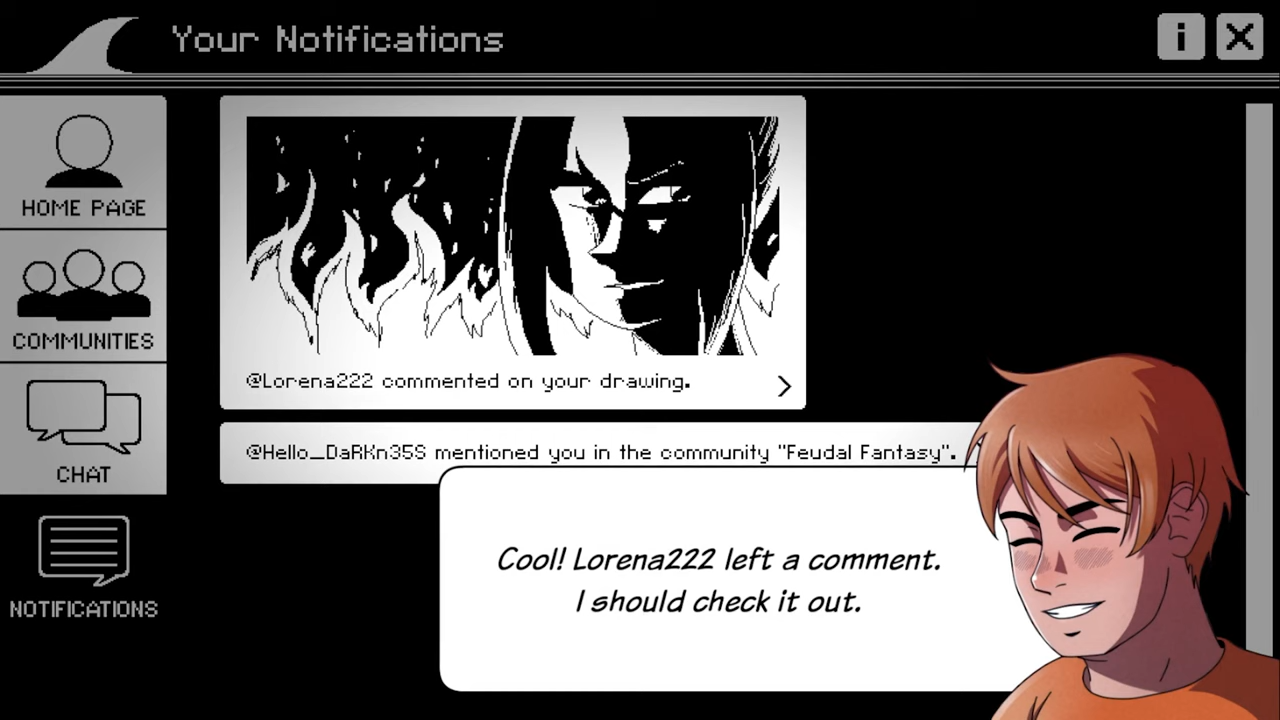 Your Notifications
i X
HOME PAGE
COMMUNITIES
CHAT
NOTIFICATIONS
@Lorena222 commented on your drawing.
@Hello_DaRKn35S mentioned you in the community "Feudal Fantasy".
Cool! Lorena222 left a comment.
I should check it out.